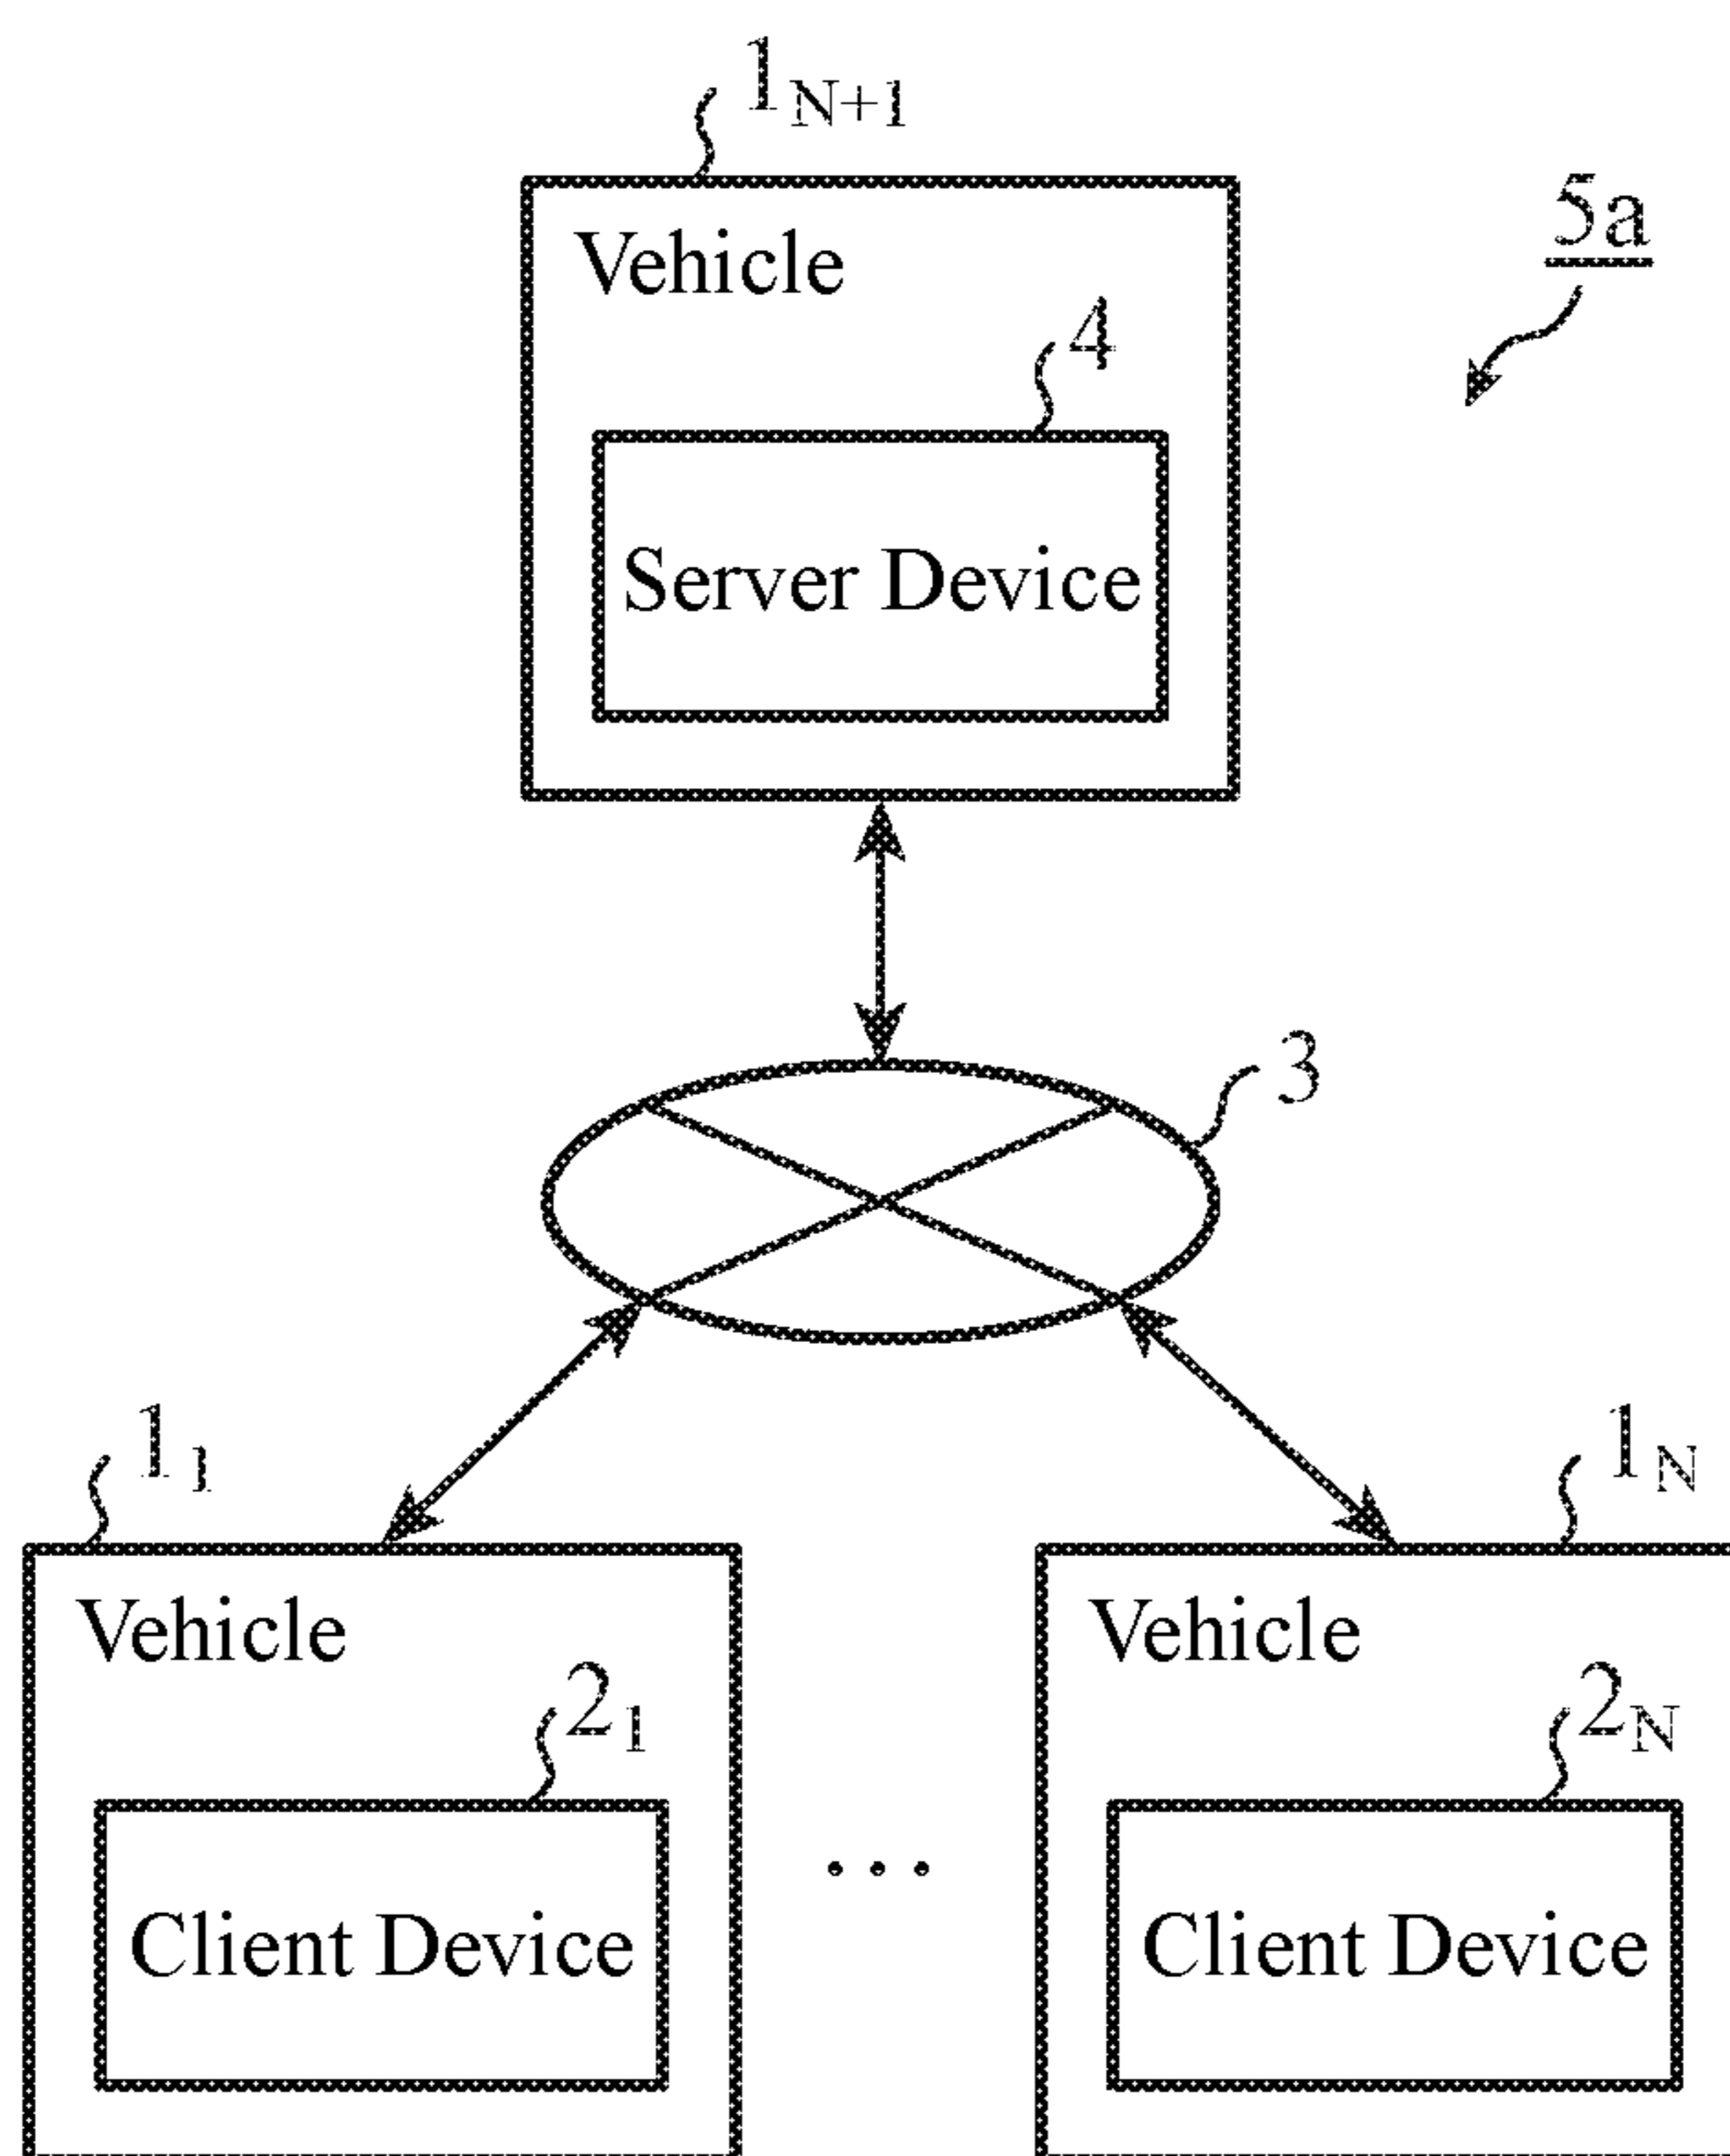 1N+1
5a
Vehicle
4
Server Device
3
11
1N
Vehicle
Vehicle
21
2N
...
Client Device
Client Device